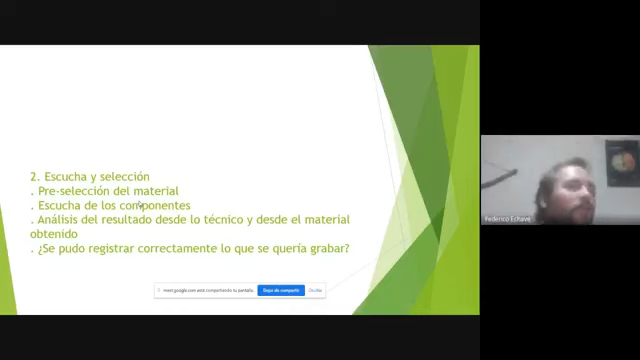 2. Escucha y selección
. Pre-selección del material
. Escucha de los componentes
. Análisis del resultado desde lo técnico y desde el material
obtenido
. ¿Se pudo registrar correctamente lo que se quería grabar?
meet.google.com está compartiendo su pantalla.
Dejar de compartir
Ocultar
Federico Echave